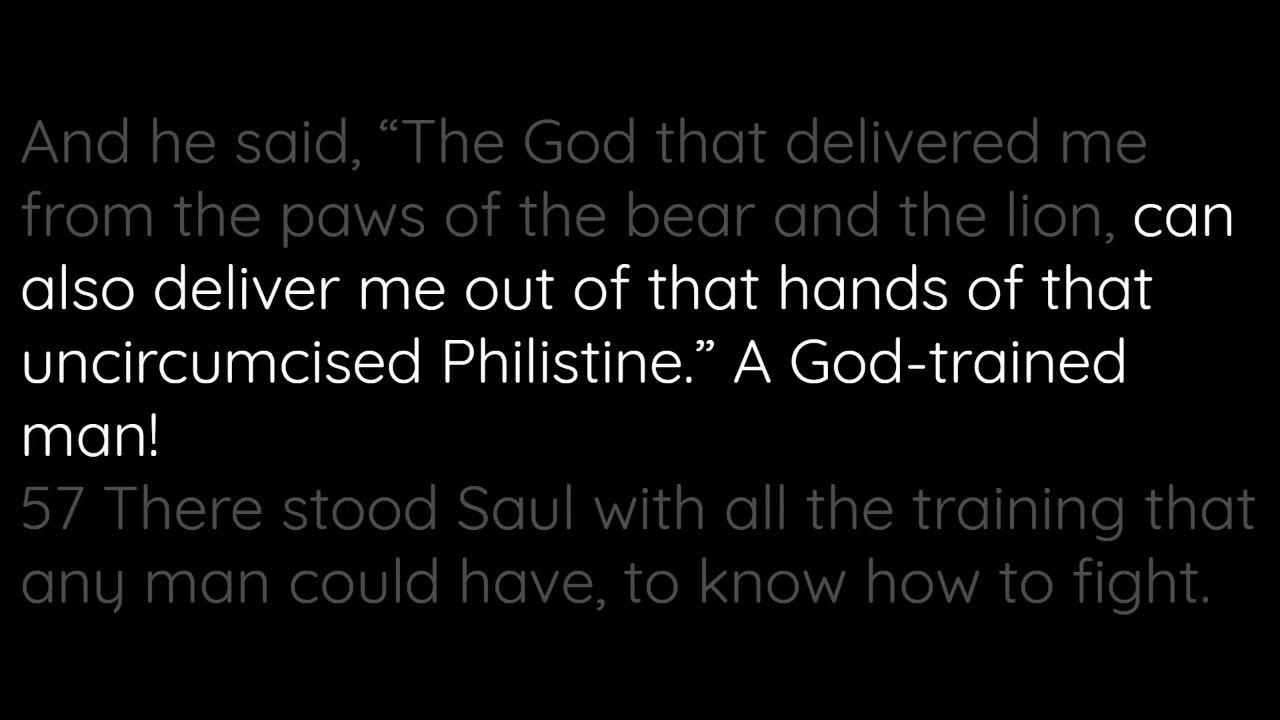 And he said, “The God that delivered me
from the paws of the bear and the lion, can
also deliver me out of that hands of that
uncircumcised Philistine.” A God-trained
man!
57 There stood Saul with all the training that
any man could have, to know how to fight.